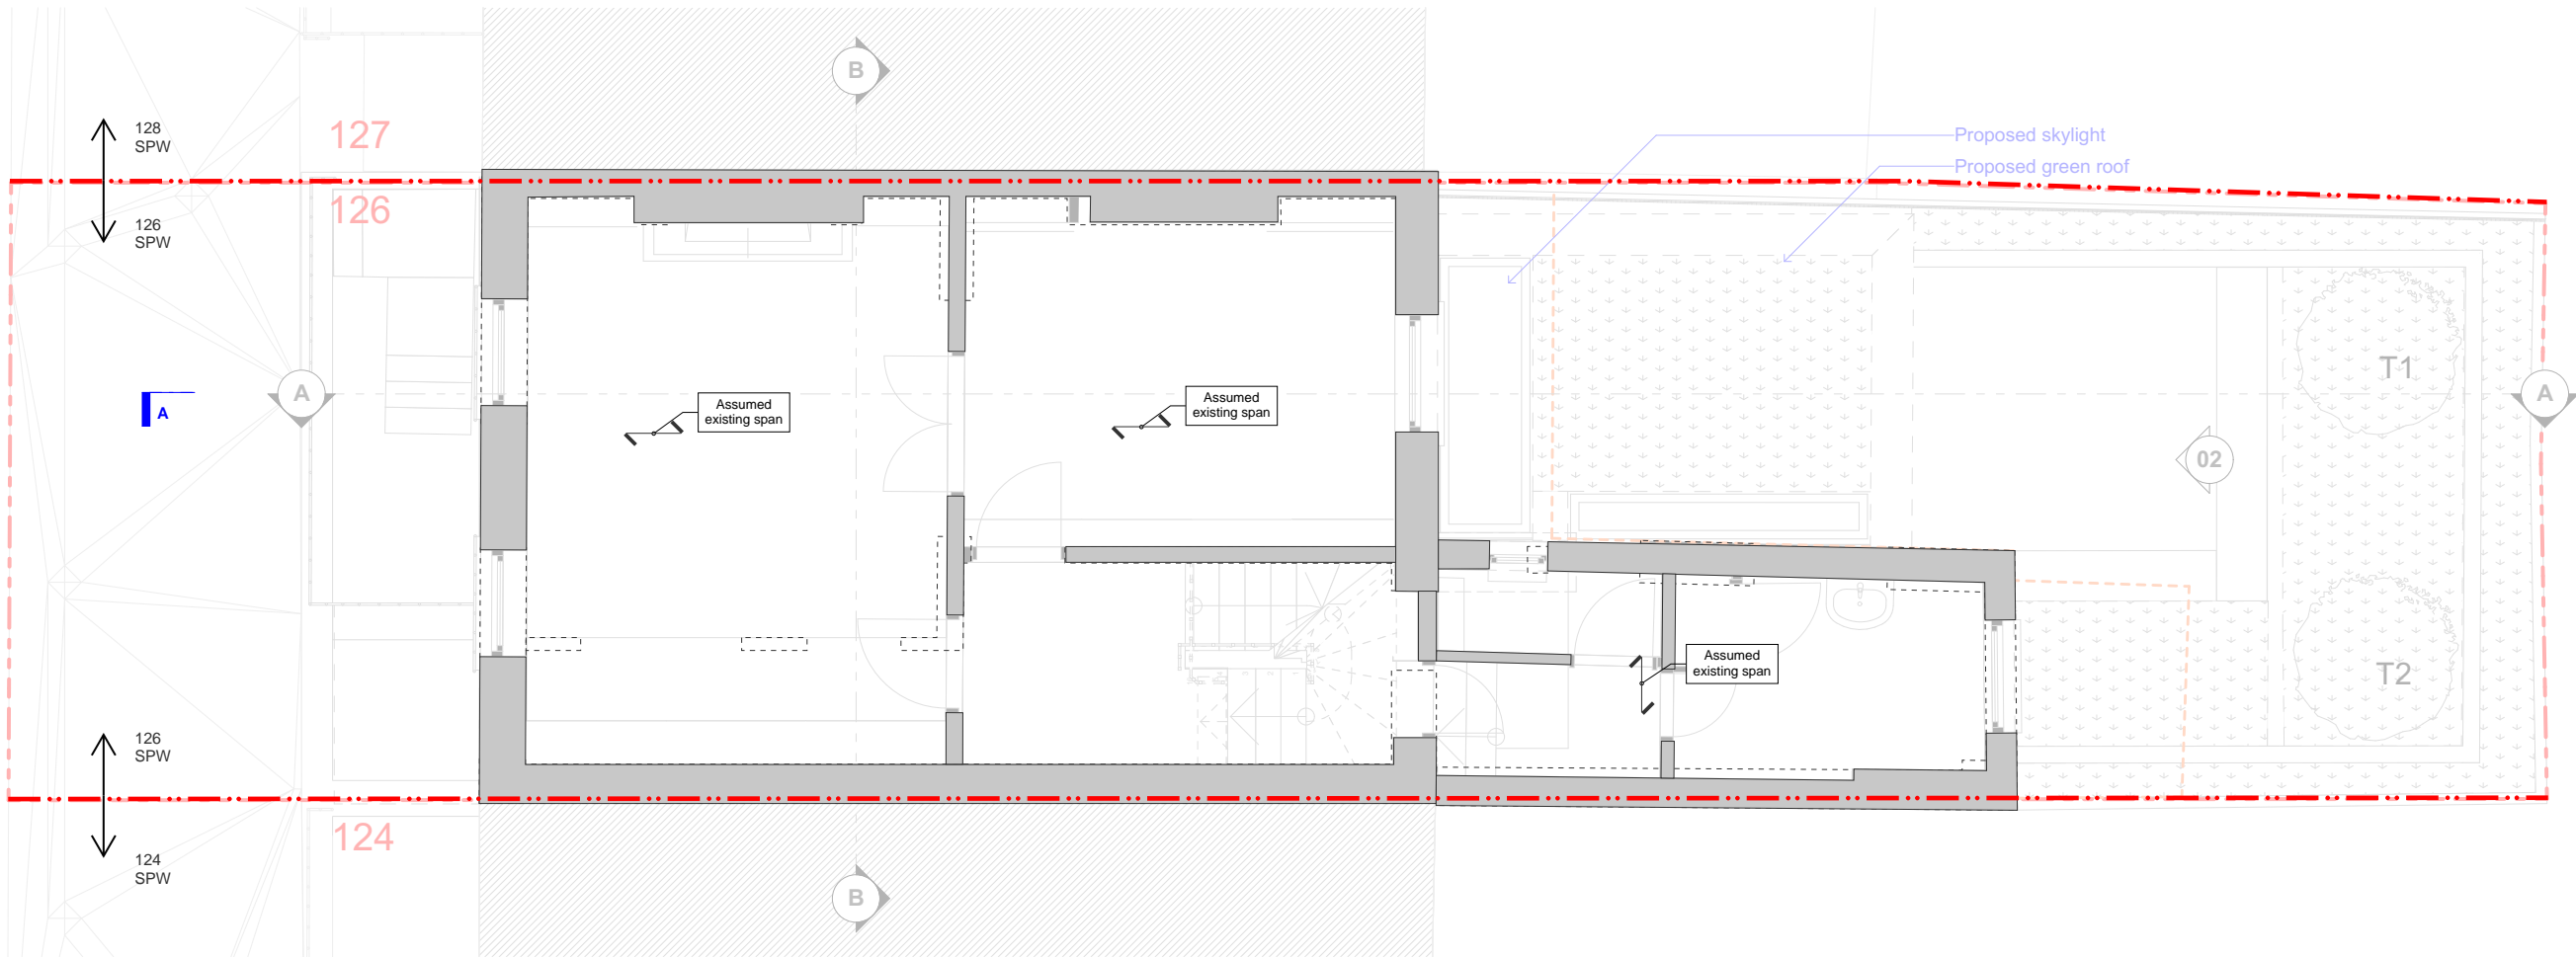 B
Proposed skylight
Proposed green roof
127
128
SPW
126
126
SPW
A
A
Assumed
existing span
Assumed
existing span
T1
A
02
Assumed
existing span
T2
126
SPW
124
124
SPW
B